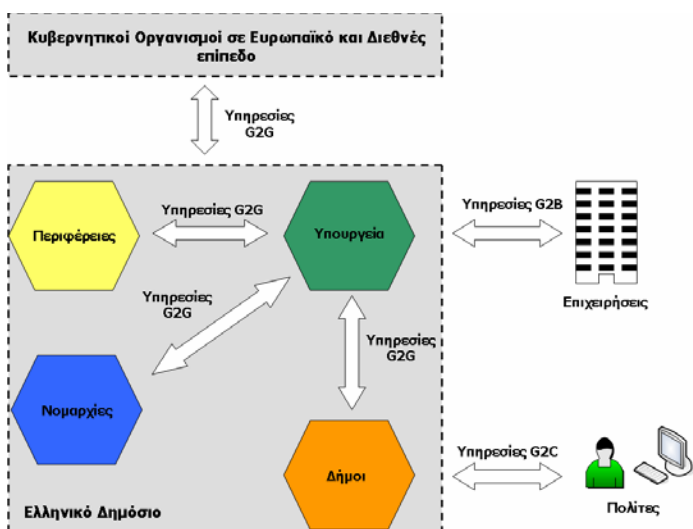 Κυβερνητικοί Οργανισμοί σε Ευρωπαϊκό και Διεθνές
επίπεδο
Υπηρεσίες
G2G
Περιφέρειες
Υπηρεσίες G2G
Υπουργεία
Υπηρεσίες G2B
Επιχειρήσεις
Υπηρεσίες
G2G
Υπηρεσίες
G2G
Νομαρχίες
Δήμοι
Υπηρεσίες G2C
Πολίτες
Ελληνικό Δημόσιο